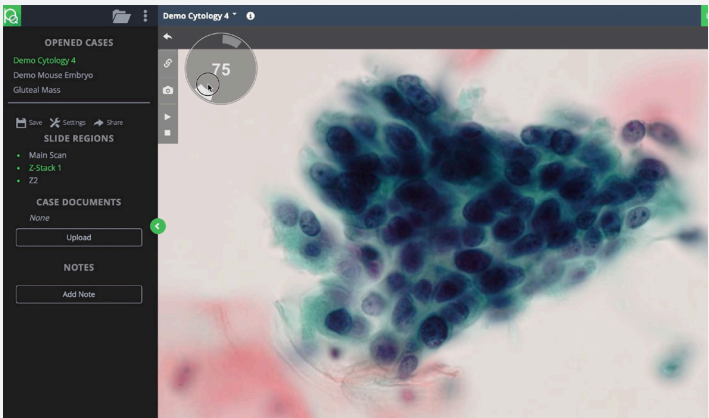 Demo Cytology 4
OPENED CASES
Demo Cytology 4
Demo Mouse Embryo
Gluteal Mass
Save Settings Share
SLIDE REGIONS
Main Scan
Z-Stack 1
Z2
CASE DOCUMENTS
None
Upload
NOTES
Add Note
75